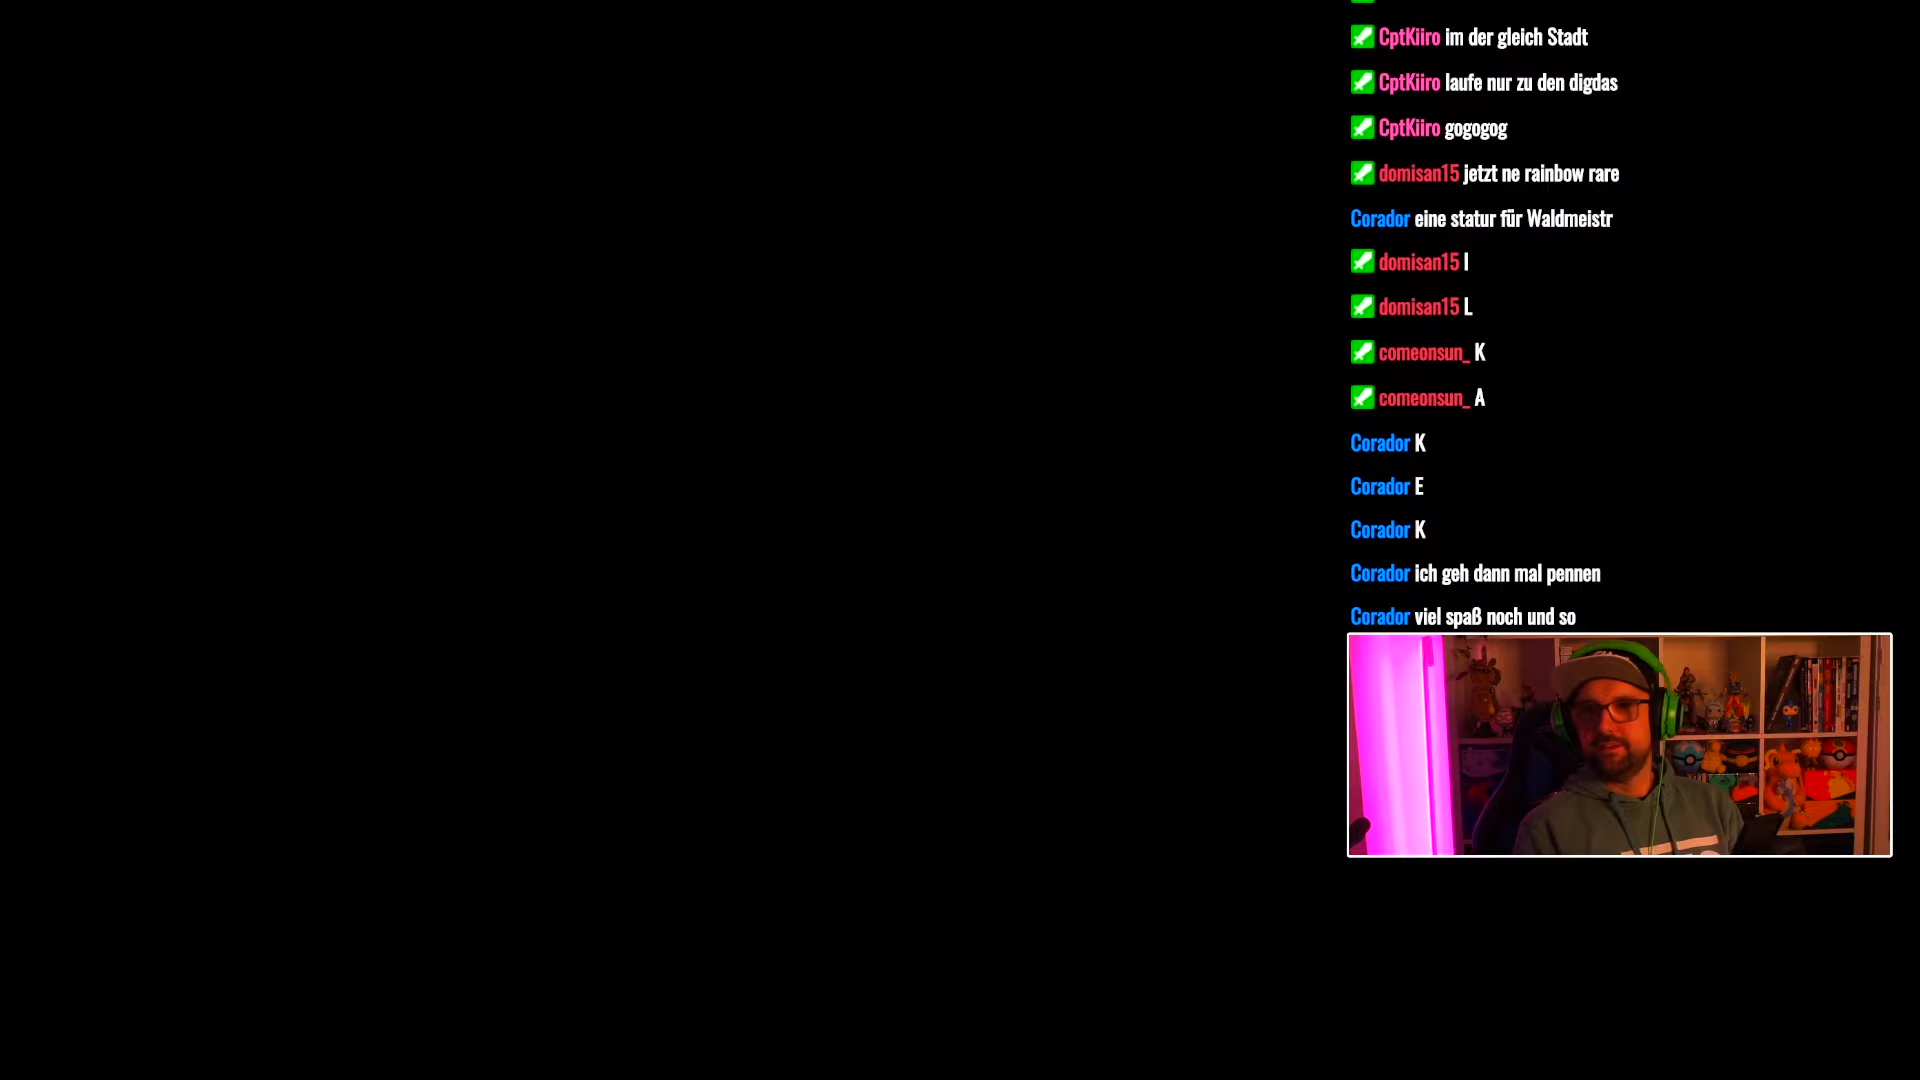 CptKiiro im der gleich Stadt
CptKiiro laufe nur zu den digdas
CptKiiro gogogog
domisan15 jetzt ne rainbow rare
Corador eine statur für Waldmeistr
domisan15 I
domisan15 L
comeonsun_ K
comeonsun_ A
Corador K
Corador E
Corador K
Corador ich geh dann mal pennen
Corador viel spaß noch und so